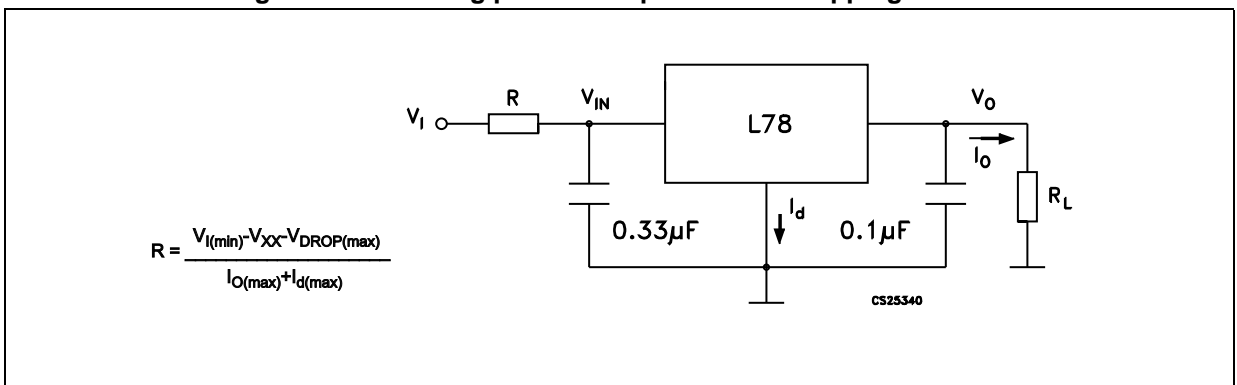 R
V_IN
V_O
V_I
L78
I_O
I_d
R_L
0.33µF
0.1µF
R = V_I(min)-V_XX-V_DROP(max)
I_O(max)+I_d(max)
CS25340